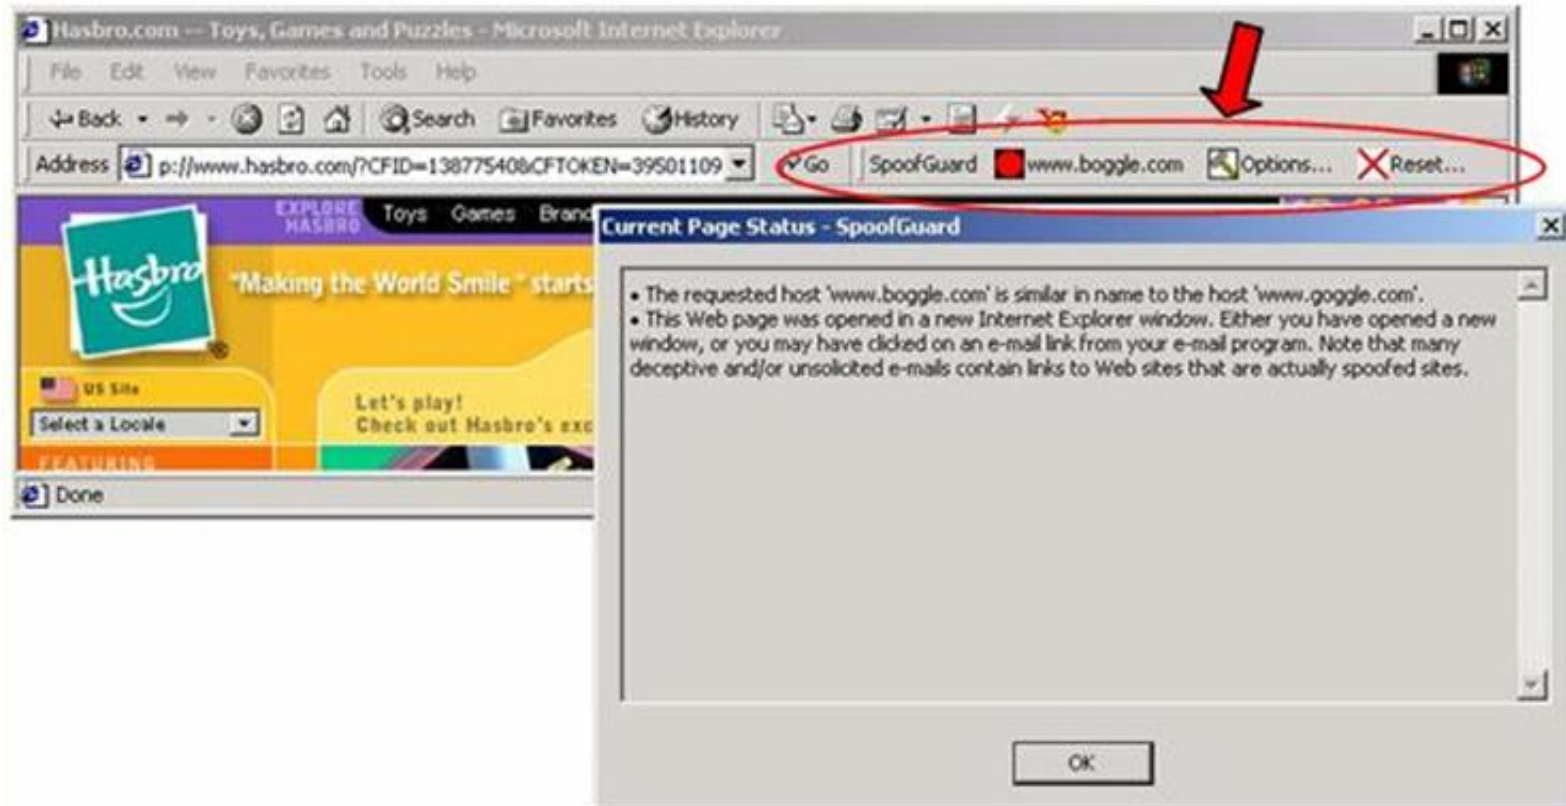 Hasbro.com -- Toys, Games and Puzzles - Microsoft Internet Explorer
File Edit View Favorites Tools Help
Back Search Favorites History
Address p://www.hasbro.com/?CFID=13877540&CFTOKEN=39501109 Go SpoofGuard www.boggle.com Options... Reset...
EXPLORE HASBRO Toys Games Brand
Hasbro
®
"Making the World Smile" starts
US Site
Select a Locale
Let's play!
Check out Hasbro's exc
FEATURING
Done
Current Page Status - SpoofGuard
• The requested host 'www.boggle.com' is similar in name to the host 'www.goggle.com'.
• This Web page was opened in a new Internet Explorer window. Either you have opened a new
window, or you may have clicked on an e-mail link from your e-mail program. Note that many
deceptive and/or unsolicited e-mails contain links to Web sites that are actually spoofed sites.
OK